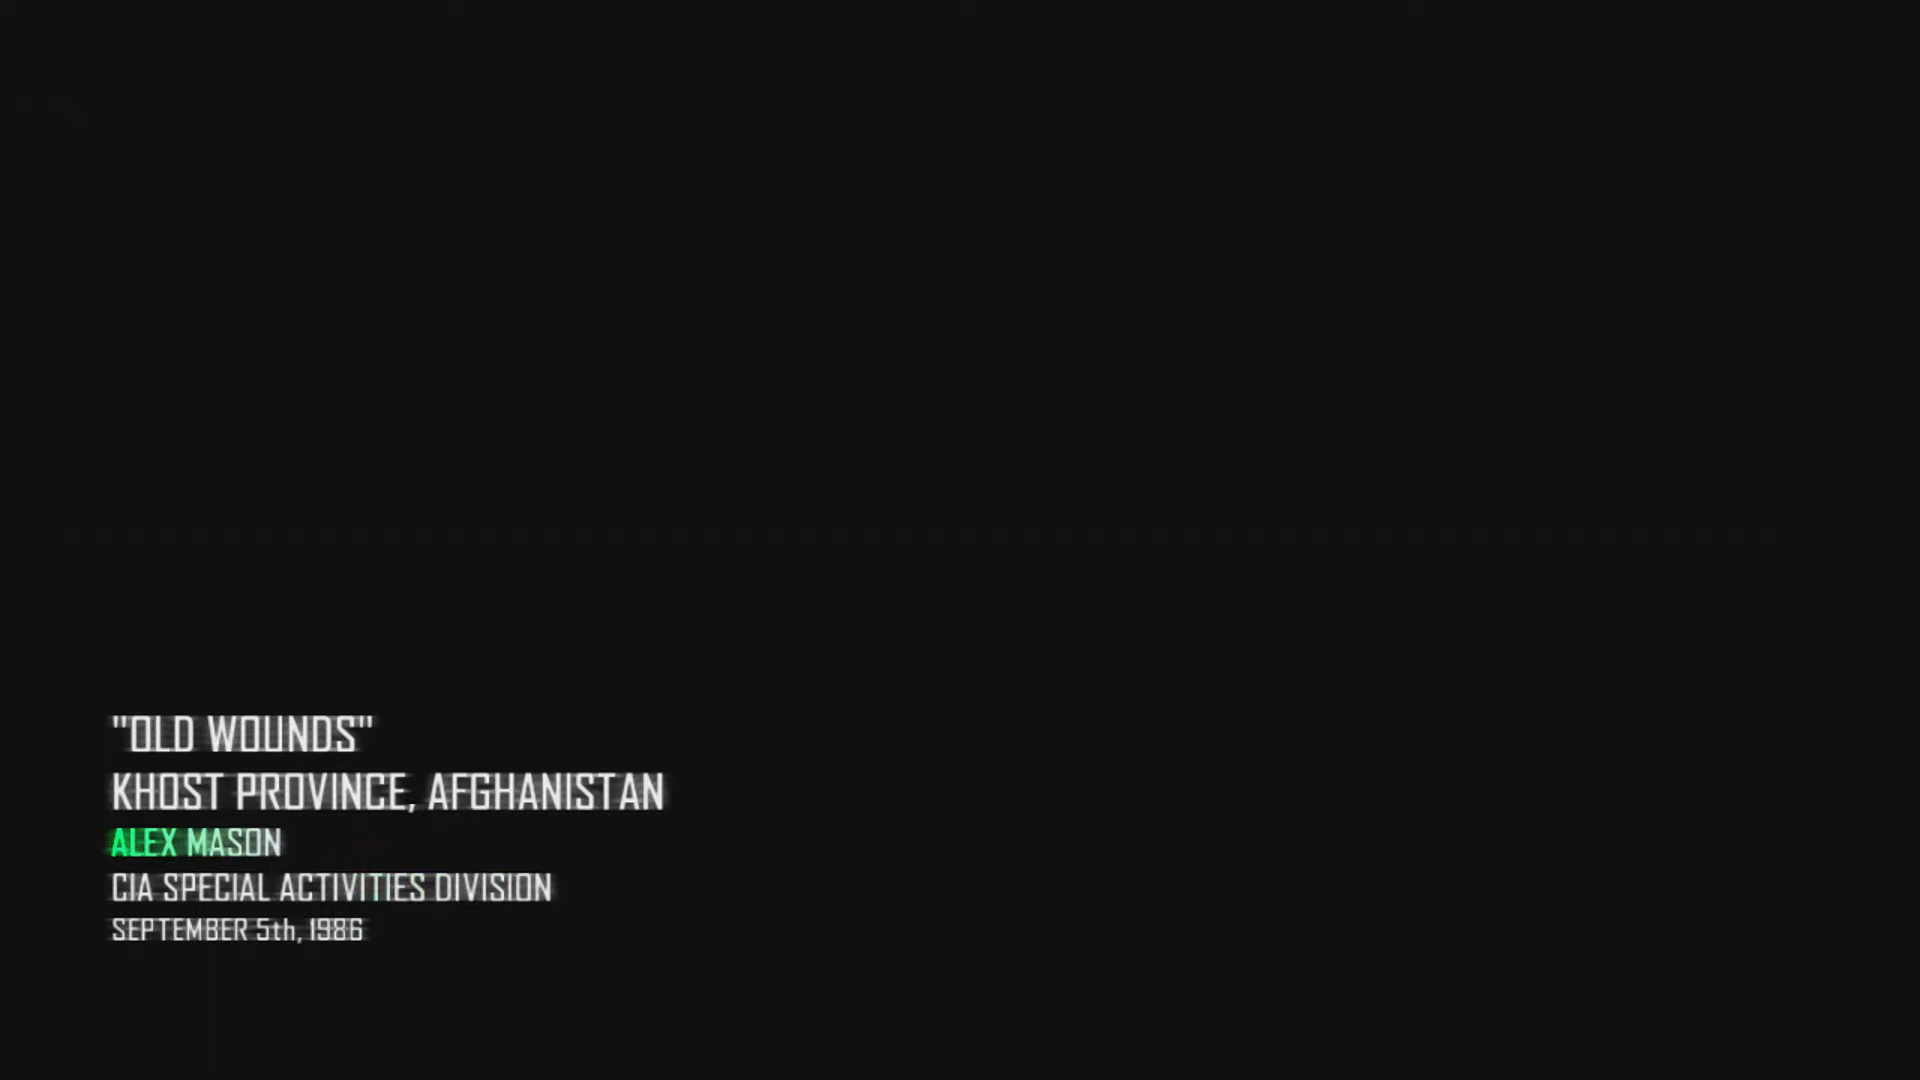 "OLD WOUNDS"
KHOST PROVINCE, AFGHANISTAN
ALEX MASON
CIA SPECIAL ACTIVITIES DIVISION
SEPTEMBER 5th, 1986